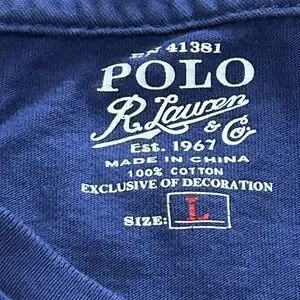 RN 41381
POLO
R. Lauren
& Co.
Est. 1967
MADE IN CHINA
100% COTTON
EXCLUSIVE OF DECORATION
SIZE: L